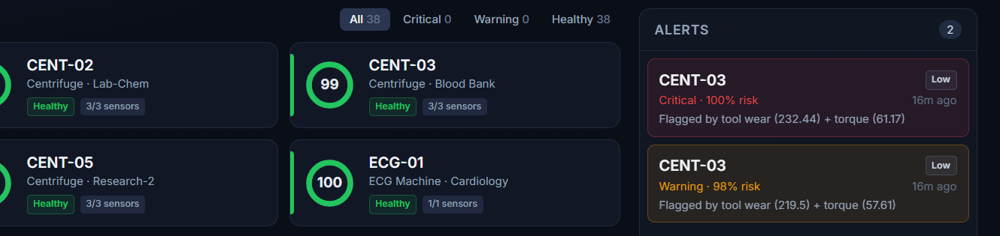 All 38 Critical 0 Warning 0 Healthy 38
CENT-02
Centrifuge · Lab-Chem
Healthy 3/3 sensors
99
CENT-03
Centrifuge · Blood Bank
Healthy 3/3 sensors
CENT-05
Centrifuge · Research-2
Healthy 3/3 sensors
100
ECG-01
ECG Machine · Cardiology
Healthy 1/1 sensors
ALERTS 2
CENT-03 Low
Critical · 100% risk 16m ago
Flagged by tool wear (232.44) + torque (61.17)
CENT-03 Low
Warning · 98% risk 16m ago
Flagged by tool wear (219.5) + torque (57.61)